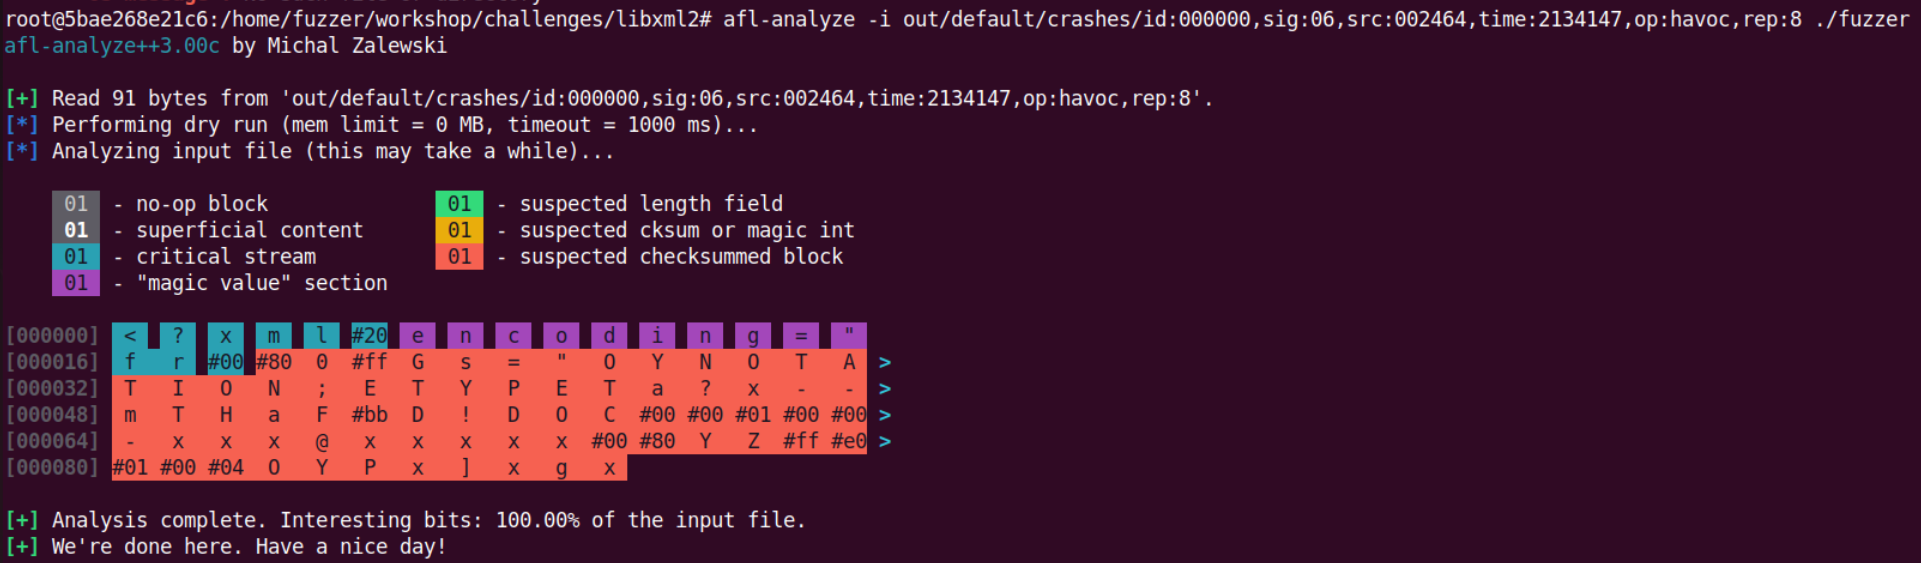 root@5bae268e21c6:/home/fuzzer/workshop/challenges/libxml2# afl-analyze -i out/default/crashes/id:000000,sig:06,src:002464,time:2134147,op:havoc,rep:8 ./fuzzer
afl-analyze++3.00c by Michal Zalewski
[+] Read 91 bytes from 'out/default/crashes/id:000000,sig:06,src:002464,time:2134147,op:havoc,rep:8'.
[*] Performing dry run (mem limit = 0 MB, timeout = 1000 ms)...
[*] Analyzing input file (this may take a while)...
01 - no-op block 01 - suspected length field
01 - superficial content 01 - suspected cksum or magic int
01 - critical stream 01 - suspected checksummed block
01 - "magic value" section
[000000] < ? x m l #20 e n c o d i n g = "
[000016] f r #00 #80 0 #ff G s = " O Y N O T A >
[000032] T I O N ; E T Y P E T a ? x - - >
[000048] m T H a F #bb D ! D O C #00 #00 #01 #00 #00 >
[000064] - x x x @ x x x x x #00 #80 Y Z #ff #e0 >
[000080] #01 #00 #04 O Y P x ] x g x
[+] Analysis complete. Interesting bits: 100.00% of the input file.
[+] We're done here. Have a nice day!